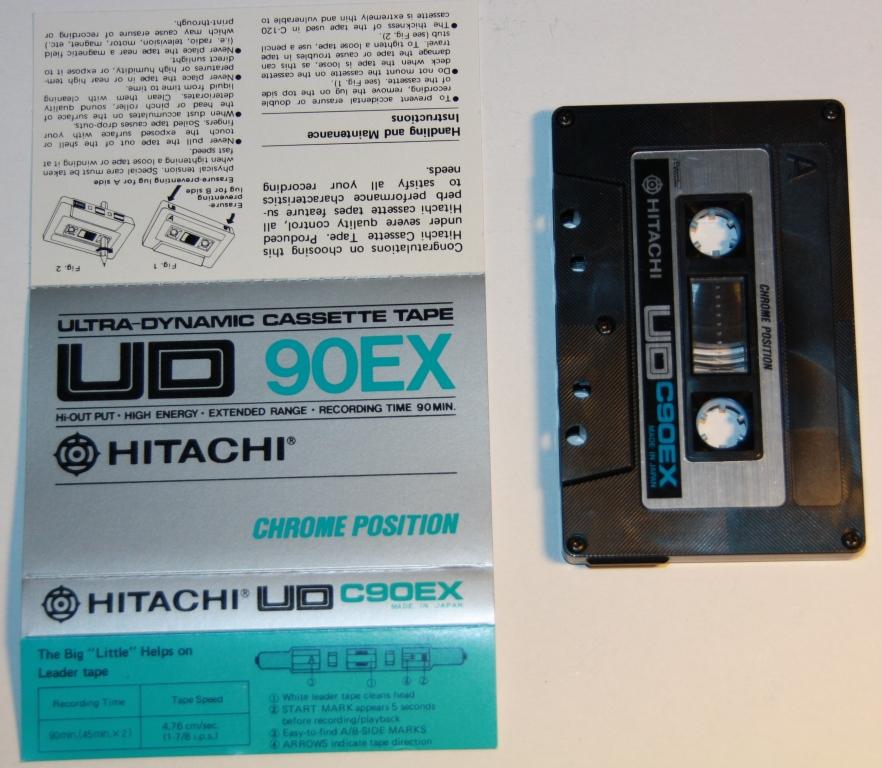 Congratulations on choosing this
Hitachi Cassette Tape. Produced
under severe quality control, all
Hitachi cassette tapes feature su-
perb performance characteristics
to satisfy all your recording
needs.
Handling and Maintenance
Instructions
● To prevent accidental erasure or double
recording, remove the lug on the top side
of the cassette. (see Fig. 1).
● Do not mount the cassette on the cassette
deck when the tape is loose, as this can
damage the tape or cause troubles in tape
travel. To tighten a loose tape, use a pencil
stub (see Fig. 2).
● The thickness of the tape used in C-120
cassette is extremely thin and vulnerable to
Fig. 1
Fig. 2
A
Erasure-preventing
lug for B side
Erasure-preventing lug for A side
physical tension. Special care must be taken
when tightening a loose tape or winding it at
fast speed.
● Never pull out the tape of the shell or
touch the exposed surface with your
fingers. Soiled tape causes drop-outs.
● When dust accumulates on the surface of
the head or pinch roller, sound quality
deteriorates. Clean them with cleaning
liquid from time to time.
● Never place the tape in or near high tem-
peratures or high humidity, or expose it to
direct sunlight.
● Never place the tape near a magnetic field
(i.e. radio, television, motor, magnet, etc.)
which may cause erasure of recording or
print-through.
ULTRA-DYNAMIC CASSETTE TAPE
UD 90EX
Hi-OUT PUT • HIGH ENERGY • EXTENDED RANGE • RECORDING TIME 90MIN.
HITACHI®
CHROME POSITION
HITACHI® UD C90EX
MADE IN JAPAN
The Big "Little" Helps on
Leader tape
Recording Time
Tape Speed
90min.(45min. × 2)
4.76 cm/sec.
(1-7/8 i.p.s.)
A
③ ① ④ ②
① White leader tape cleans head
② START MARK appears 5 seconds
before recording/playback
③ Easy-to-find A/B-SIDE MARKS
④ ARROWS indicate tape direction
A
HITACHI UD C90EX
MADE IN JAPAN
CHROME POSITION